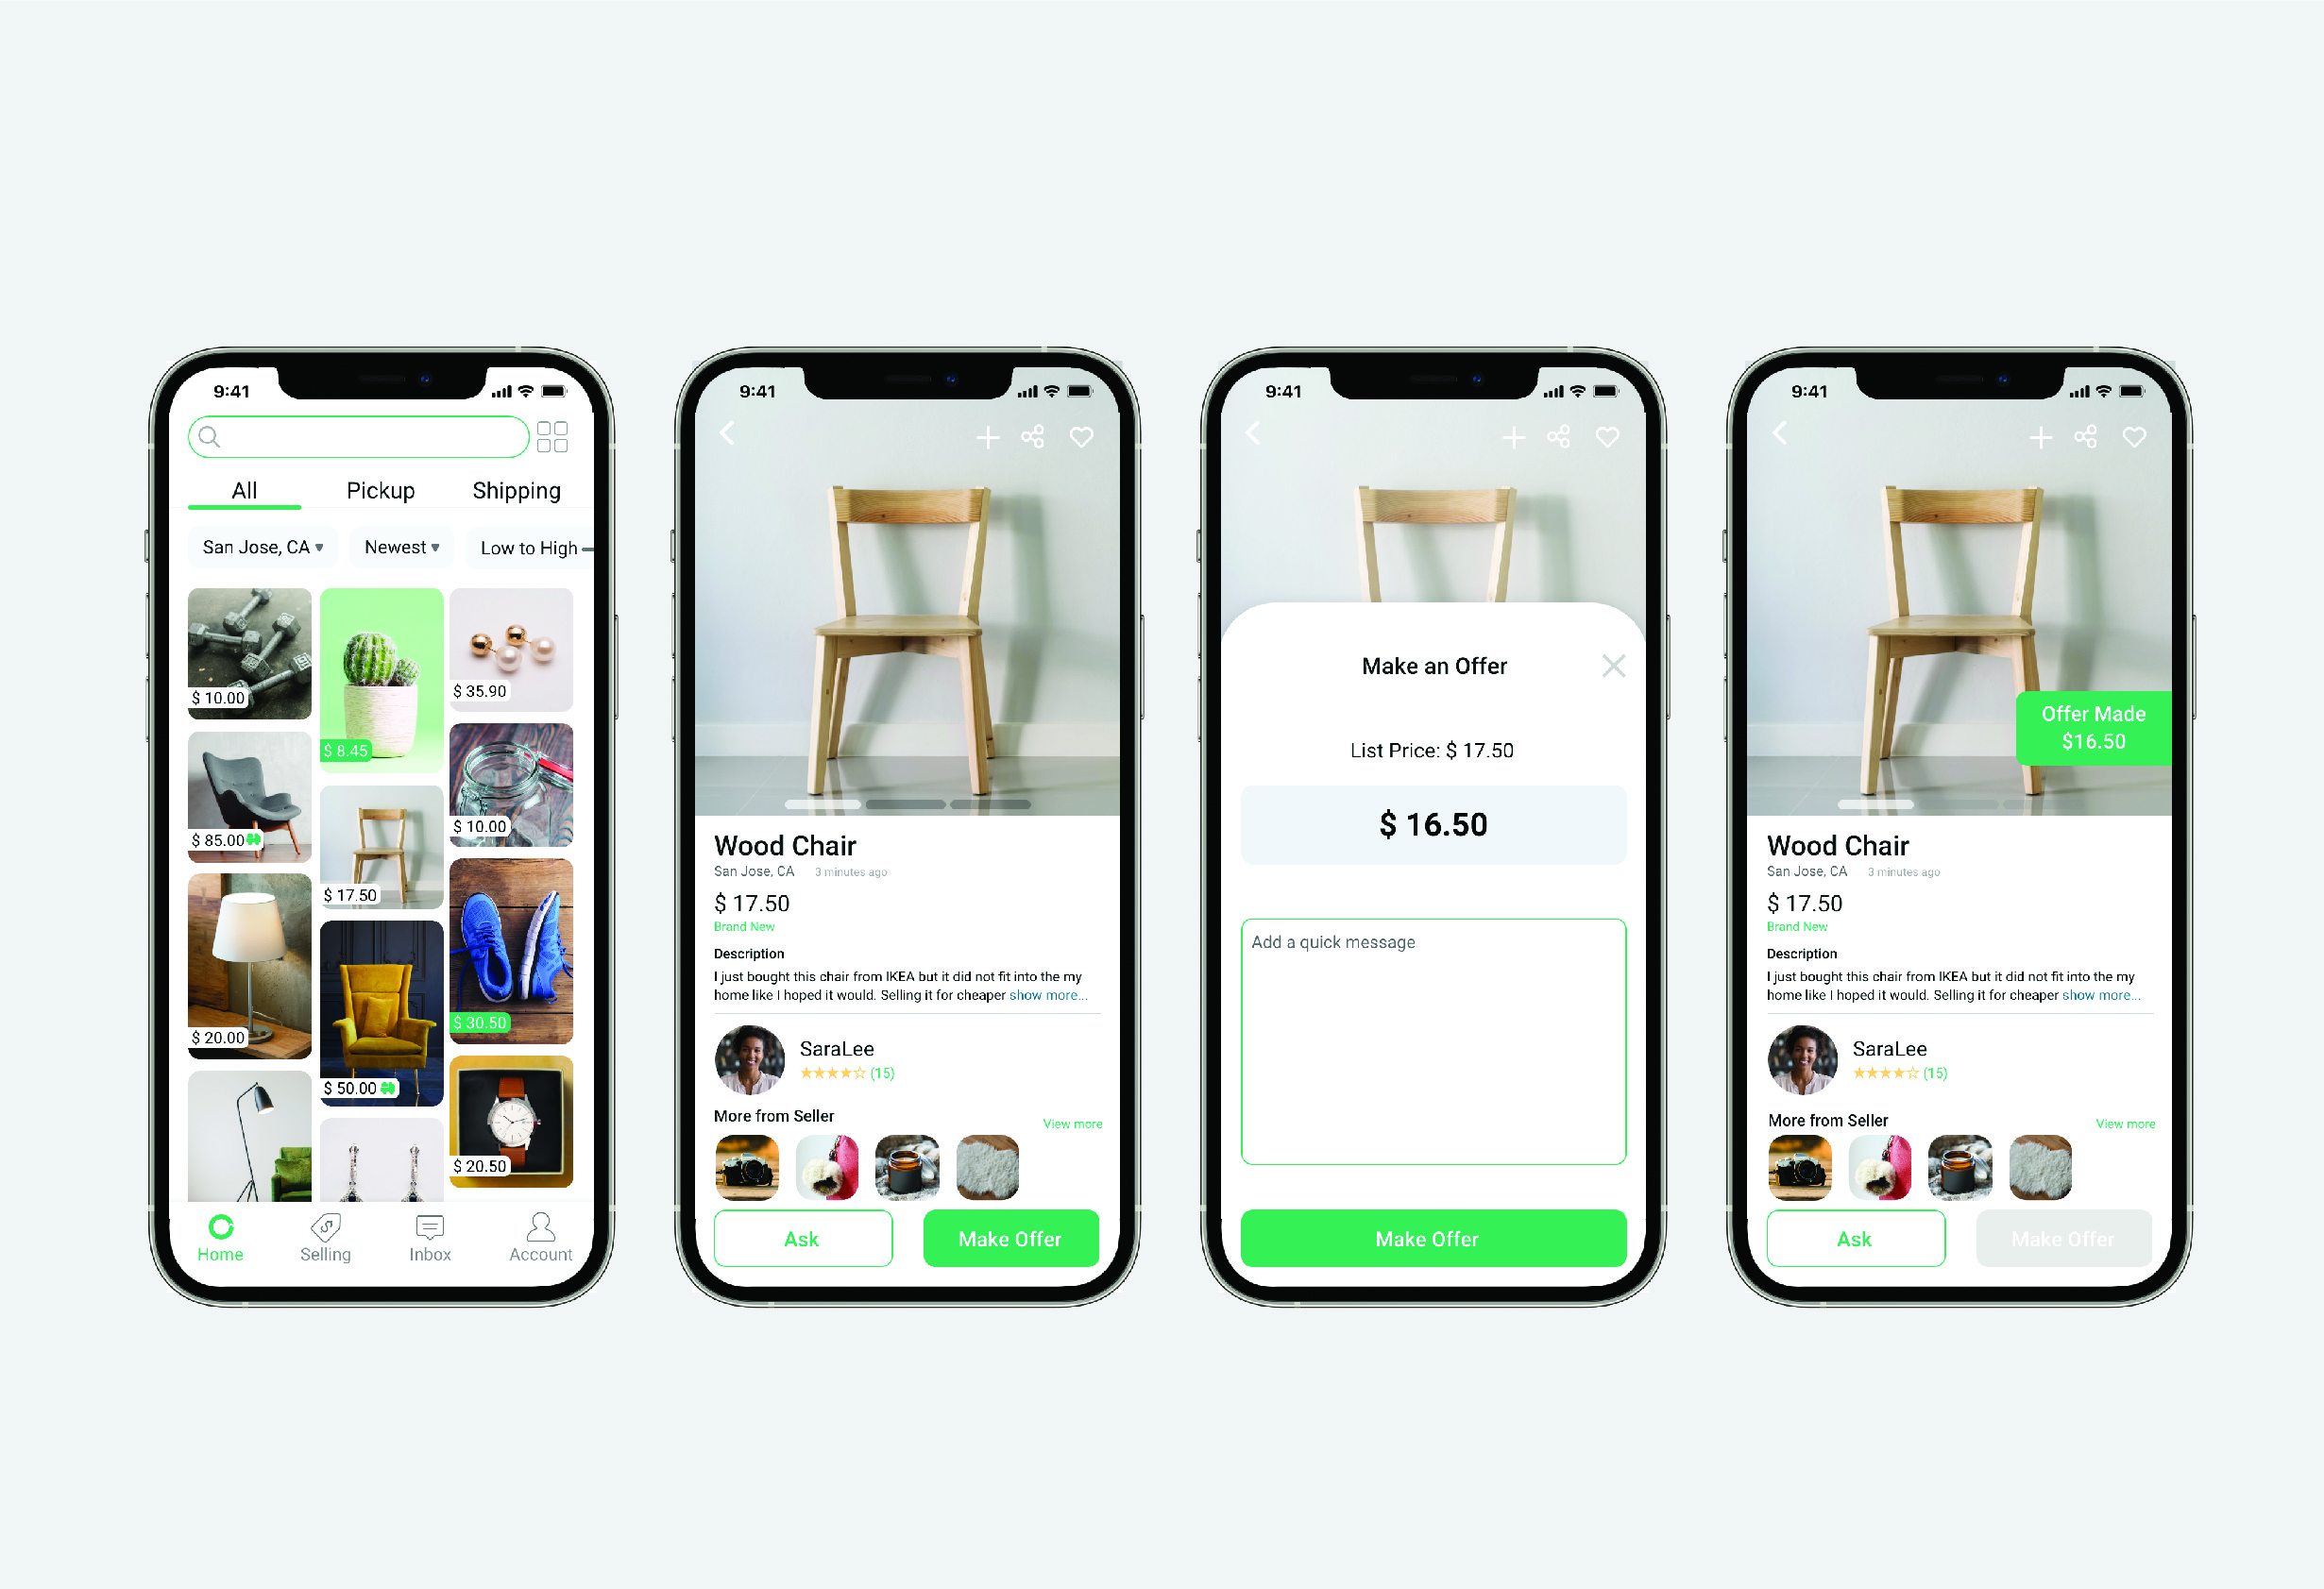 9:41
All Pickup Shipping
San Jose, CA Newest Low to High
$ 10.00
$ 8.45
$ 35.90
$ 85.00
$ 17.50
$ 10.00
$ 20.00
$ 50.00
$ 30.50
$ 20.50
Home Selling Inbox Account
9:41
Wood Chair
San Jose, CA 3 minutes ago
$ 17.50
Brand New
Description
I just bought this chair from IKEA but it did not fit into the my
home like I hoped it would. Selling it for cheaper show more...
SaraLee
(15)
More from Seller View more
Ask Make Offer
9:41
Make an Offer
List Price: $ 17.50
$ 16.50
Add a quick message
Make Offer
9:41
Offer Made
$16.50
Wood Chair
San Jose, CA 3 minutes ago
$ 17.50
Brand New
Description
I just bought this chair from IKEA but it did not fit into the my
home like I hoped it would. Selling it for cheaper show more...
SaraLee
(15)
More from Seller View more
Ask Make Offer